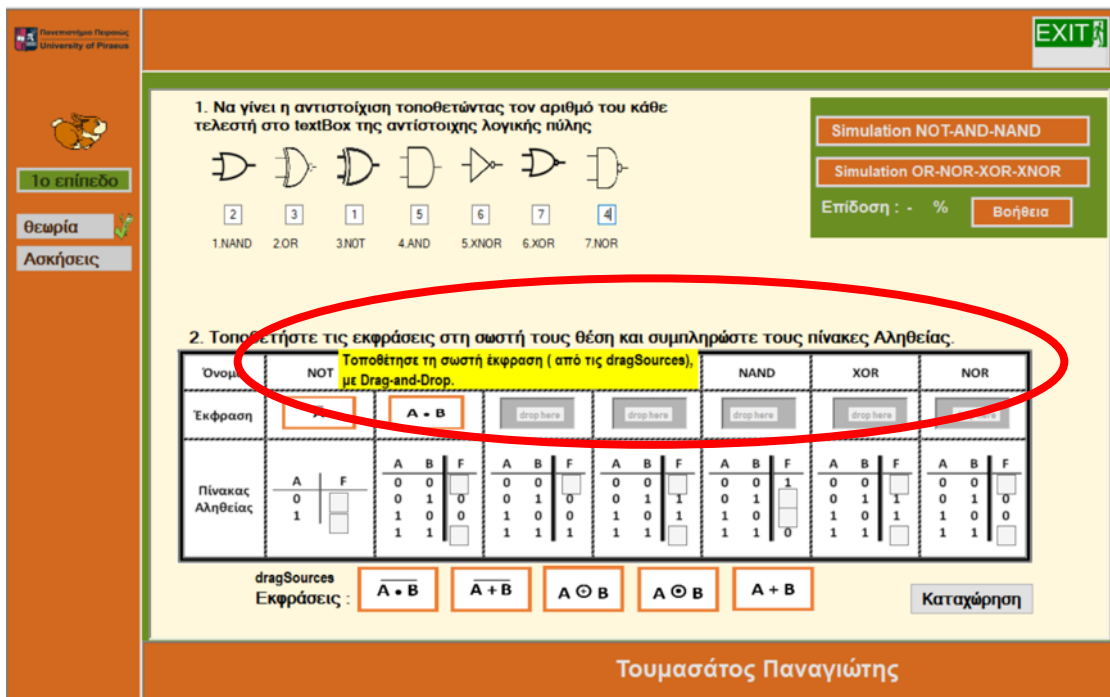 Πανεπιστήμιο Πειραιώς
University of Piraeus
EXIT
1. Να γίνει η αντιστοίχιση τοποθετώντας τον αριθμό του κάθε
τελεστή στο textBox της αντίστοιχης λογικής πύλης
Simulation NOT-AND-NAND
Simulation OR-NOR-XOR-XNOR
Επίδοση : - %
Βοήθεια
1ο επίπεδο
θεωρία
Ασκήσεις
2 3 1 5 6 7 4
1.NAND 2.OR 3.NOT 4.AND 5.XNOR 6.XOR 7.NOR
2. Τοποθετήστε τις εκφράσεις στη σωστή τους θέση και συμπληρώστε τους πίνακες Αληθείας.
Τοποθέτησε τη σωστή έκφραση ( από τις dragSources),
με Drag-and-Drop.
Όνομα NOT NAND XOR NOR
Έκφραση A • B drop here drop here drop here drop here drop here
Πίνακας
Αληθείας
A F A B F A B F A B F A B F A B F A B F
0 0 0 0 0 0 0 0 0 1 0 0 0 0
0 0 1 0 0 1 0 0 1 1 0 1 0 1 1 0 1 0
1 1 0 0 1 0 0 1 0 1 1 0 1 0 1 1 0 0
1 1 1 1 1 1 1 1 1 0 1 1 1 1
dragSources
Εκφράσεις : A̅ ̅•̅ ̅B̅ A̅ ̅+̅ ̅B̅ A ⊕ B A ⊙ B A + B
Καταχώρηση
Τουμασάτος Παναγιώτης